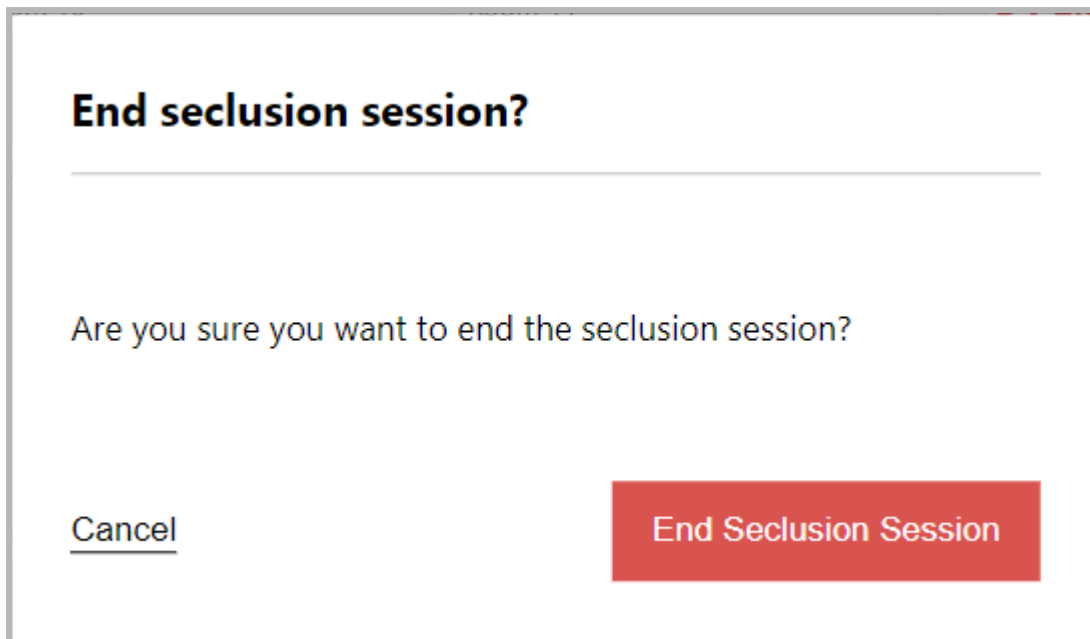 End seclusion session?
Are you sure you want to end the seclusion session?
Cancel
End Seclusion Session